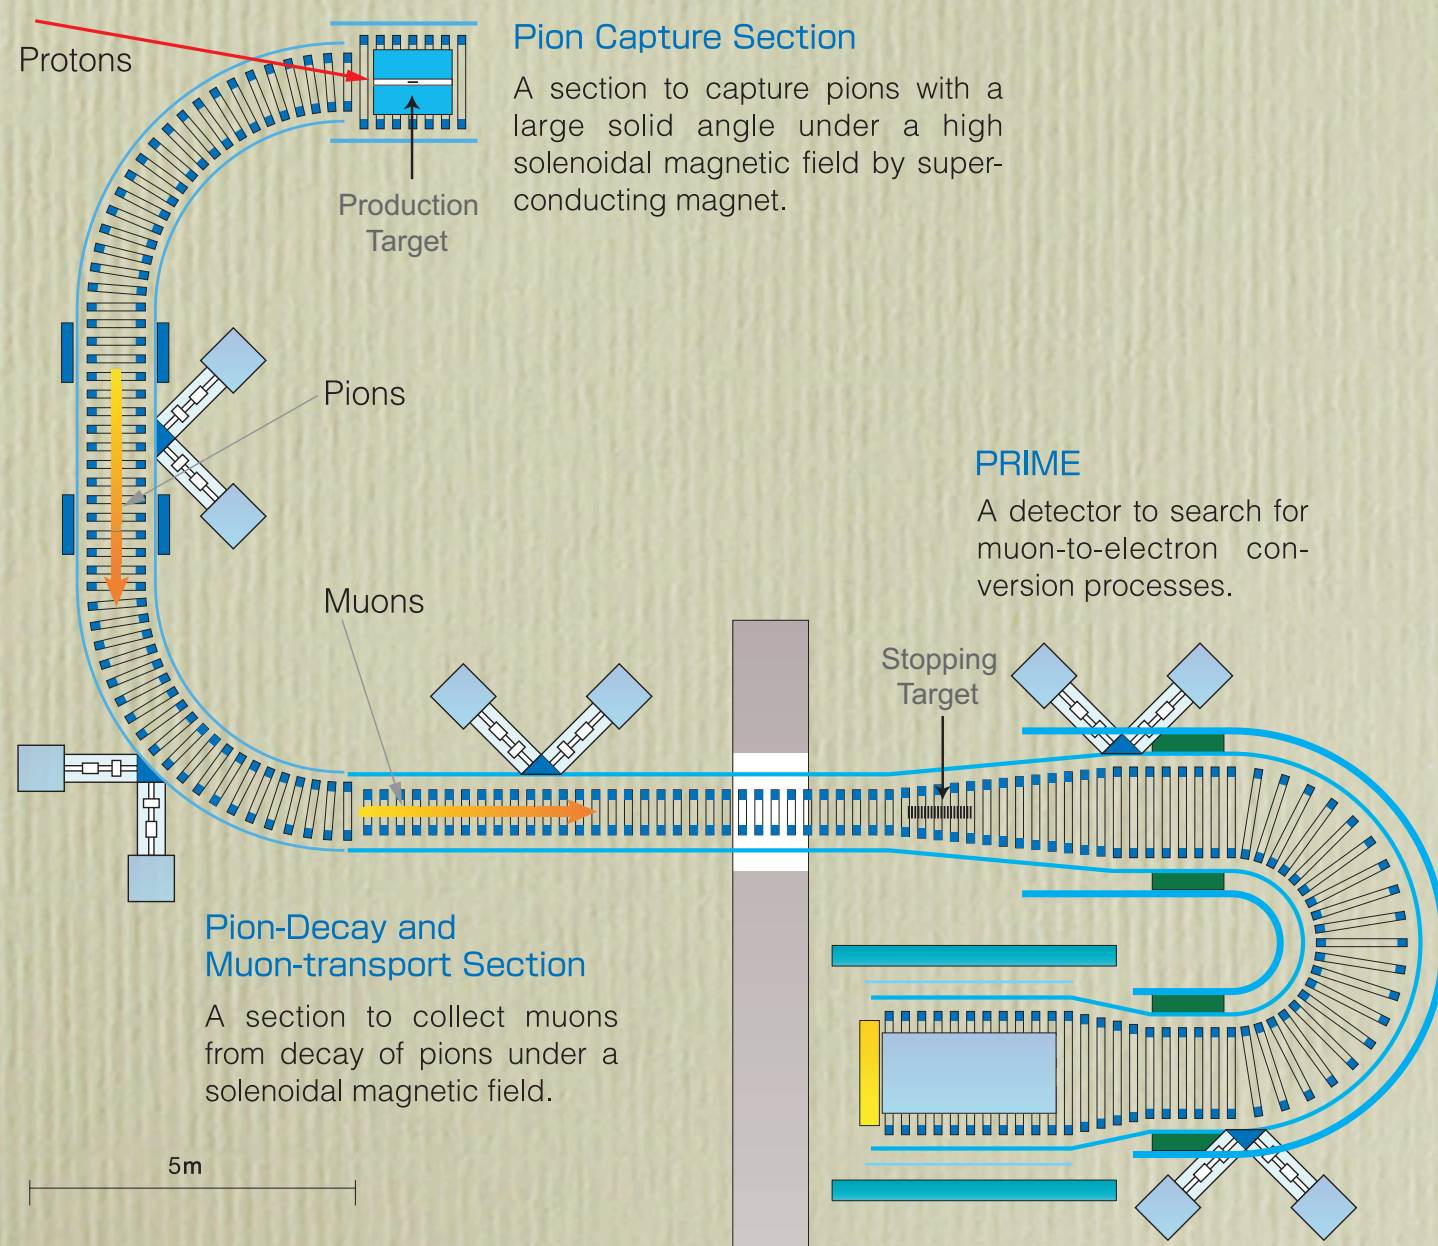 Protons
Pion Capture Section
A section to capture pions with a
large solid angle under a high
solenoidal magnetic field by super-
conducting magnet.
Production
Target
Pions
PRIME
A detector to search for
muon-to-electron con-
version processes.
Muons
Stopping
Target
Pion-Decay and
Muon-transport Section
A section to collect muons
from decay of pions under a
solenoidal magnetic field.
5m